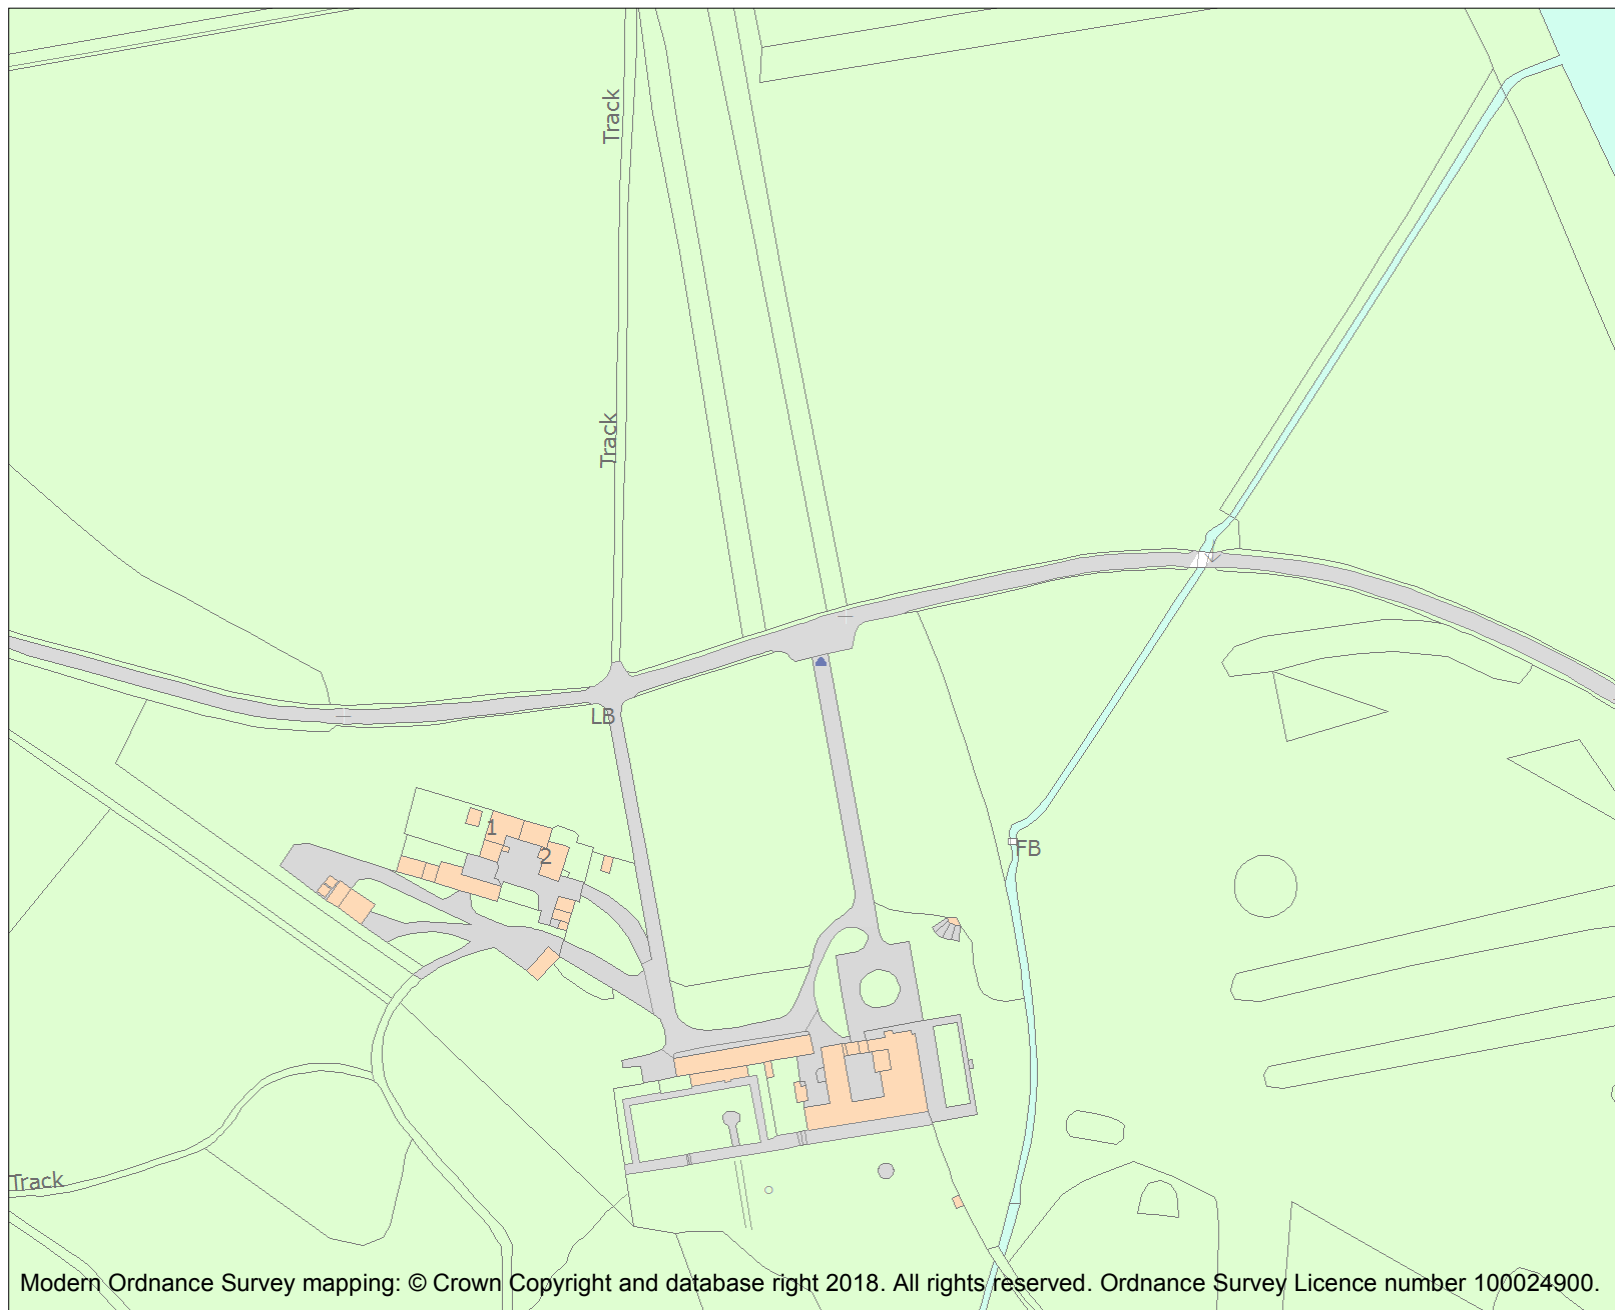 Track
Track
LB
1
2
FB
Track
Modern Ordnance Survey mapping: © Crown Copyright and database right 2018. All rights reserved. Ordnance Survey Licence number 100024900.